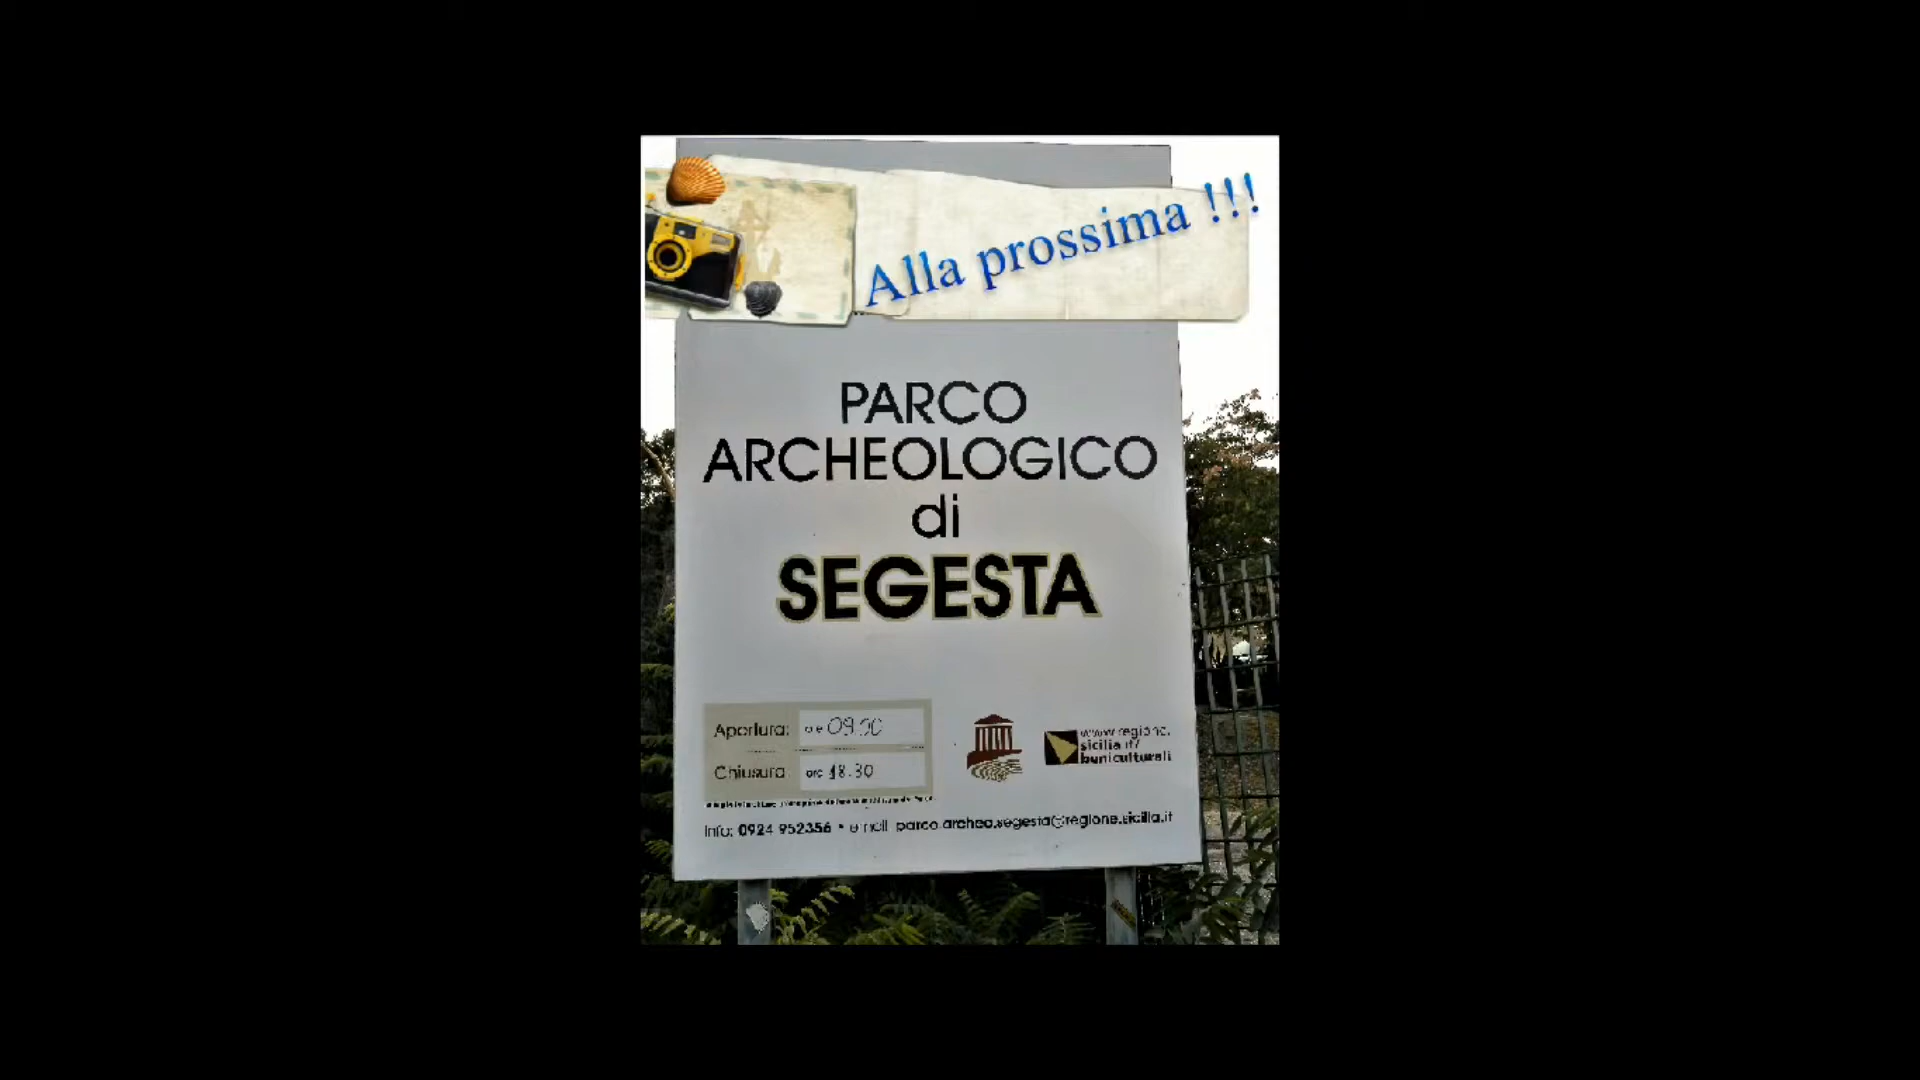 Alla prossima !!!
PARCO
ARCHEOLOGICO
di
SEGESTA
Apertura: ore 09.00
Chiusura ore 18.30
www.regione.
sicilia.it/
beniculturali
Info: 0924 952356 • email parco.archeo.segesta@regione.sicilia.it